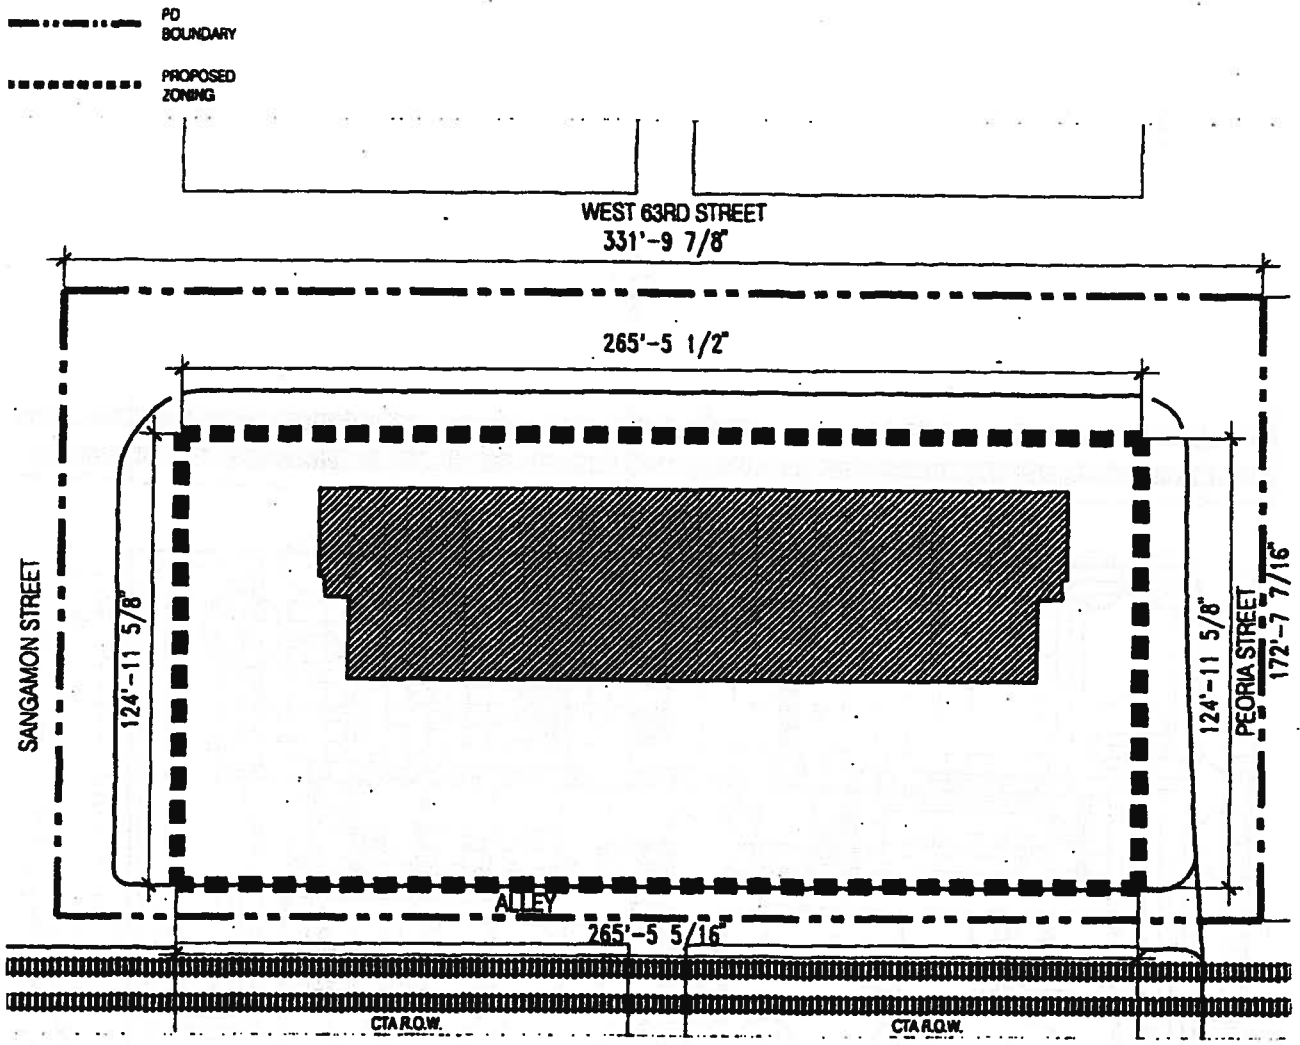 PD
BOUNDARY
PROPOSED
ZONING
WEST 63RD STREET
331'-9 7/8"
265'-5 1/2"
SANGAMON STREET
124'-11 5/8"
124'-11 5/8"
PEORIA STREET
172'-7 7/16"
ALLEY
265'-5 5/16"
CTA R.O.W.
CTA R.O.W.